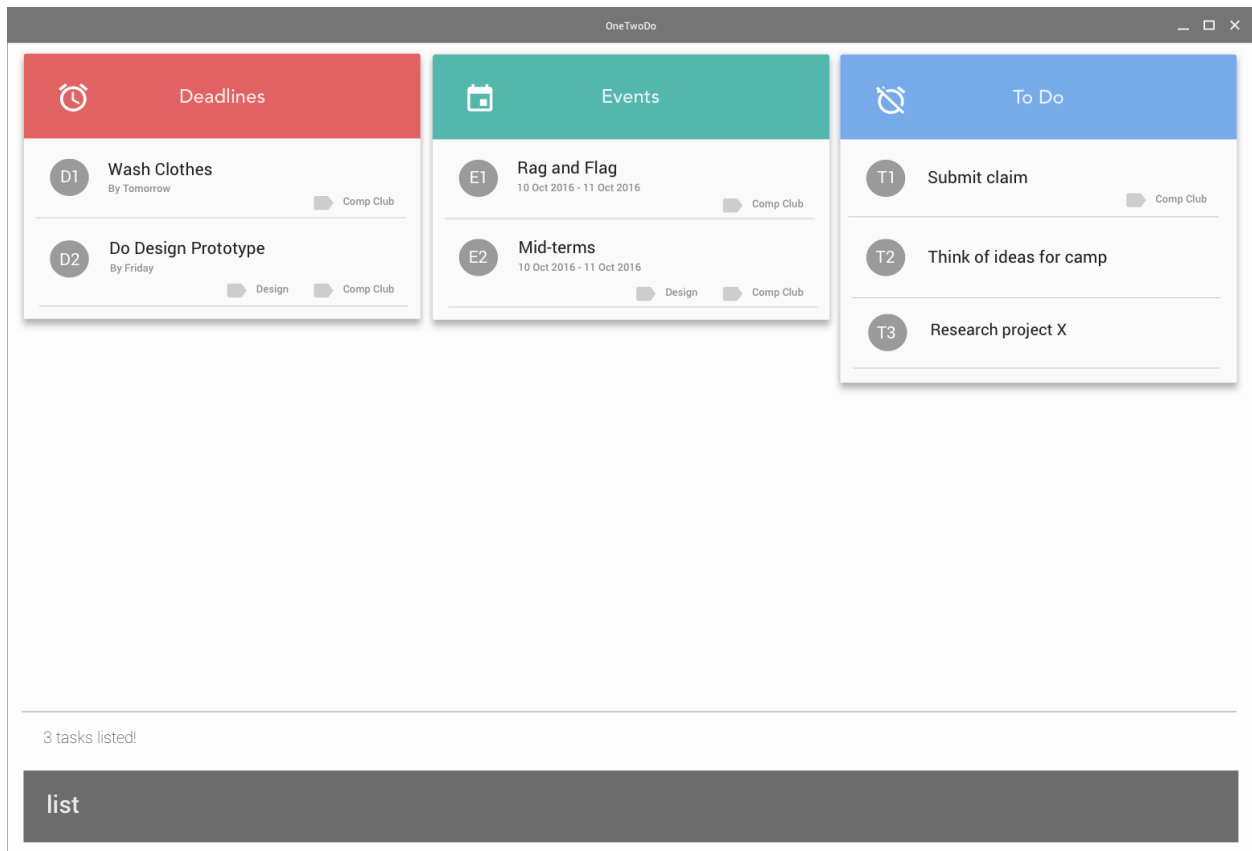 OneTwoDo
Deadlines
D1
Wash Clothes
By Tomorrow
Comp Club
D2
Do Design Prototype
By Friday
Design Comp Club
Events
E1
Rag and Flag
10 Oct 2016 - 11 Oct 2016
Comp Club
E2
Mid-terms
10 Oct 2016 - 11 Oct 2016
Design Comp Club
To Do
T1
Submit claim
Comp Club
T2
Think of ideas for camp
T3
Research project X
3 tasks listed!
list